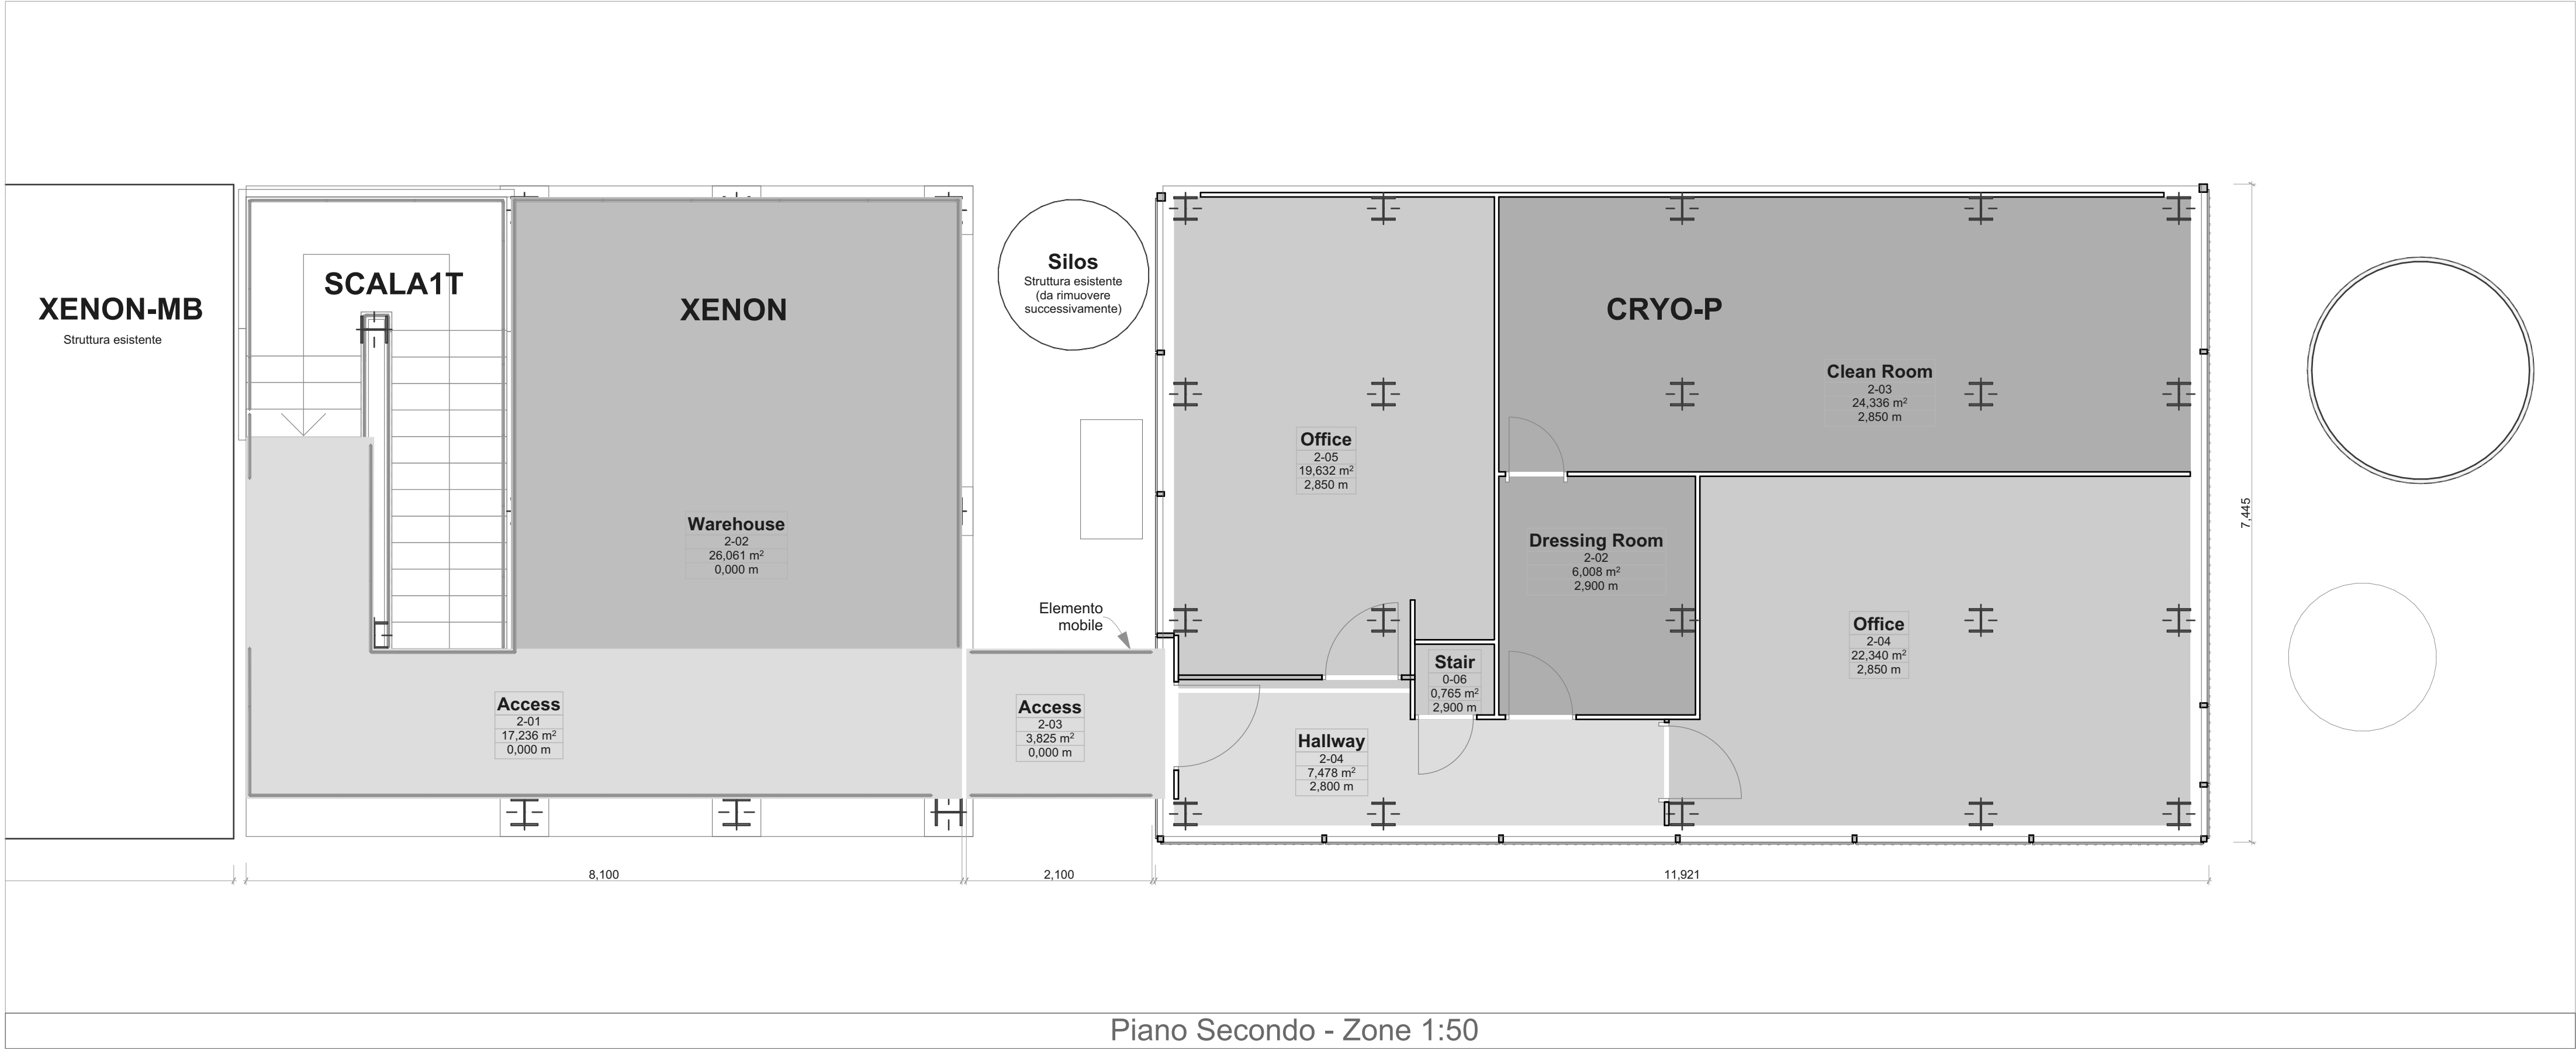 XENON-MB
Struttura esistente
SCALA1T
XENON
Warehouse
2-02
26,061 m²
0,000 m
Access
2-01
17,236 m²
0,000 m
Silos
Struttura esistente
(da rimuovere
successivamente)
Elemento
mobile
Access
2-03
3,825 m²
0,000 m
CRYO-P
Office
2-05
19,632 m²
2,850 m
Clean Room
2-03
24,336 m²
2,850 m
Dressing Room
2-02
6,008 m²
2,900 m
Stair
0-06
0,765 m²
2,900 m
Hallway
2-04
7,478 m²
2,800 m
Office
2-04
22,340 m²
2,850 m
7,445
8,100
2,100
11,921
Piano Secondo - Zone 1:50